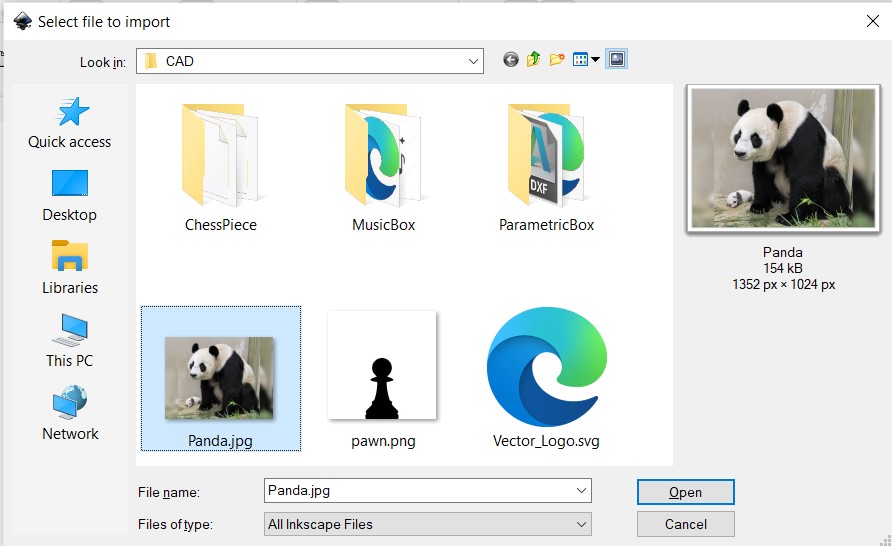 Select file to import
Look in:
CAD
Quick access
Desktop
Libraries
This PC
Network
ChessPiece
MusicBox
DXF
ParametricBox
Panda.jpg
pawn.png
Vector_Logo.svg
Panda
154 kB
1352 px × 1024 px
File name:
Panda.jpg
Open
Files of type:
All Inkscape Files
Cancel